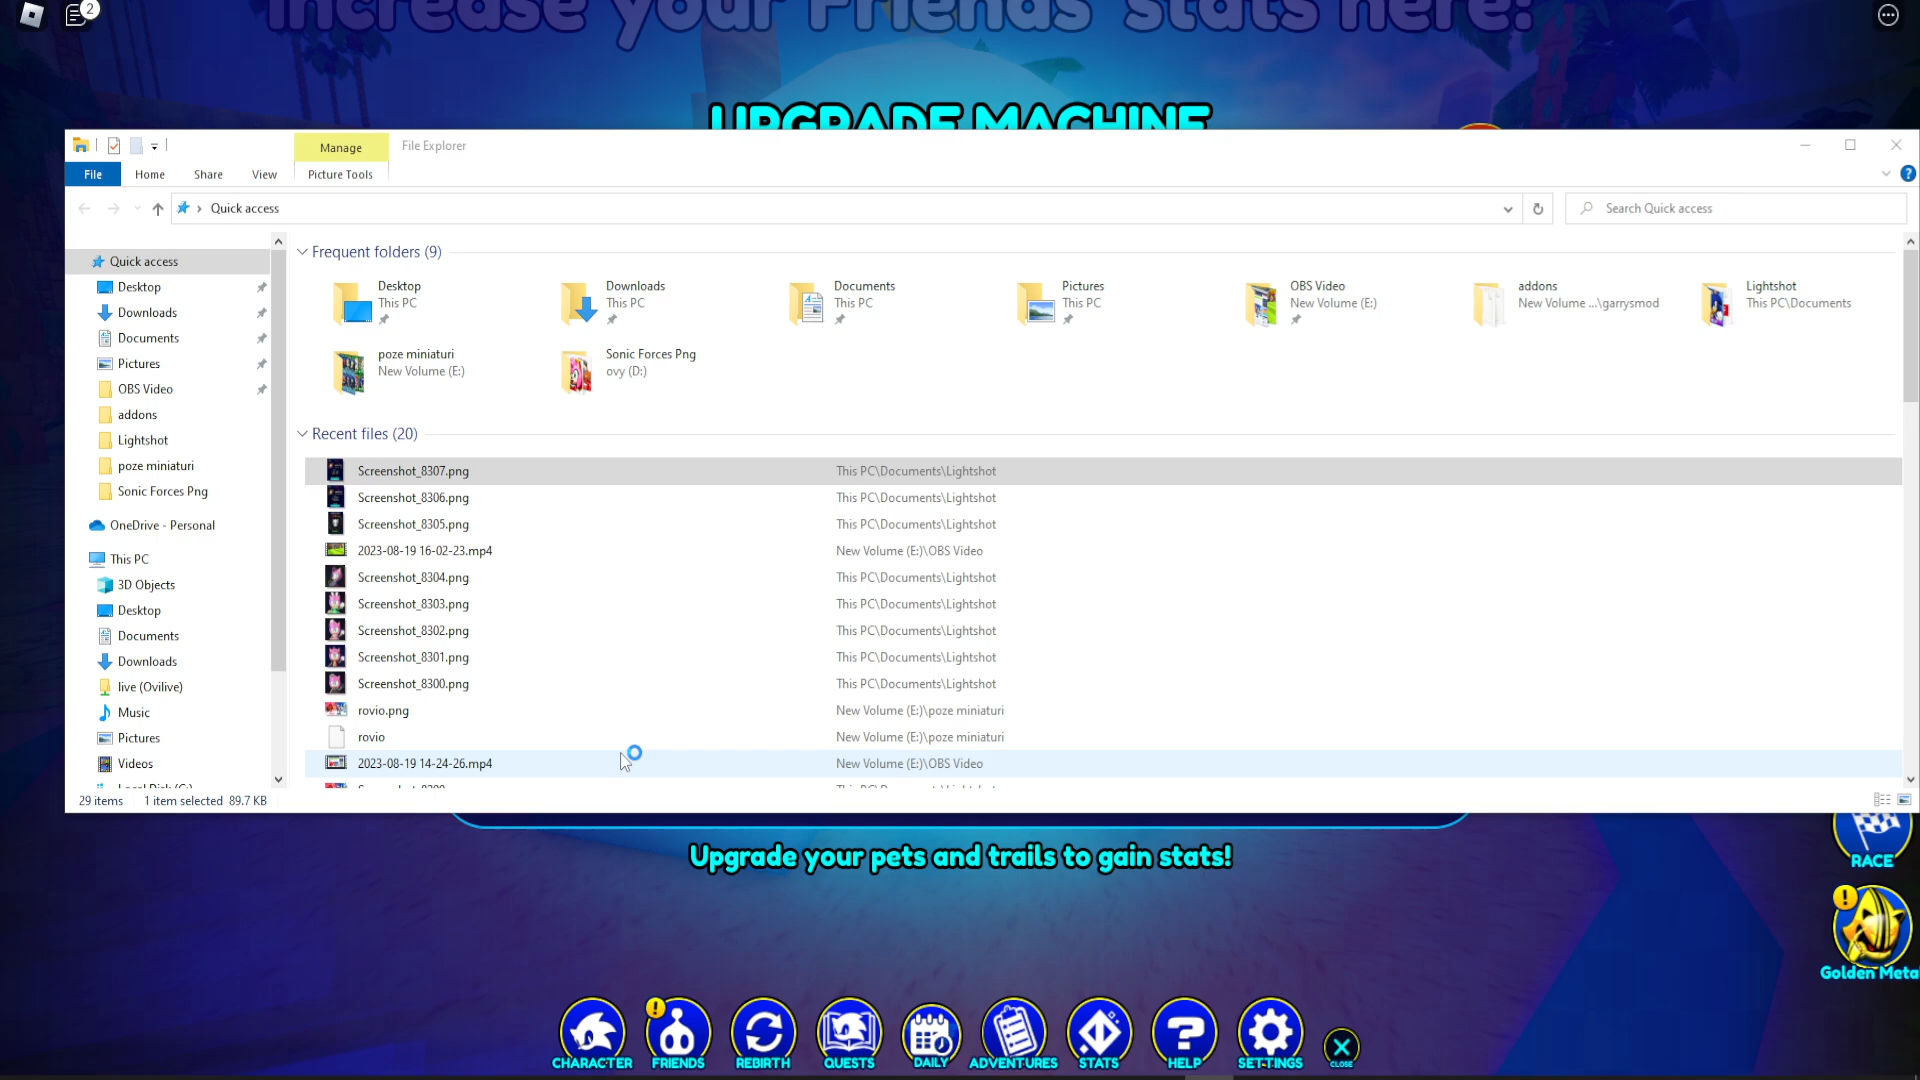 2
Increase your Friends' stats here!
UPGRADE MACHINE
Manage
File Explorer
File
Home
Share
View
Picture Tools
?
Quick access
Search Quick access
Quick access
Desktop
Downloads
Documents
Pictures
OBS Video
addons
Lightshot
poze miniaturi
Sonic Forces Png
OneDrive - Personal
This PC
3D Objects
Desktop
Documents
Downloads
live (Ovilive)
Music
Pictures
Videos
Local Disk (C:)
Frequent folders (9)
Desktop
This PC
Downloads
This PC
Documents
This PC
Pictures
This PC
OBS Video
New Volume (E:)
addons
New Volume ...\garrysmod
Lightshot
This PC\Documents
poze miniaturi
New Volume (E:)
Sonic Forces Png
ovy (D:)
Recent files (20)
Screenshot_8307.png This PC\Documents\Lightshot
Screenshot_8306.png This PC\Documents\Lightshot
Screenshot_8305.png This PC\Documents\Lightshot
2023-08-19 16-02-23.mp4 New Volume (E:)\OBS Video
Screenshot_8304.png This PC\Documents\Lightshot
Screenshot_8303.png This PC\Documents\Lightshot
Screenshot_8302.png This PC\Documents\Lightshot
Screenshot_8301.png This PC\Documents\Lightshot
Screenshot_8300.png This PC\Documents\Lightshot
rovio.png New Volume (E:)\poze miniaturi
rovio New Volume (E:)\poze miniaturi
2023-08-19 14-24-26.mp4 New Volume (E:)\OBS Video
29 items 1 item selected 89.7 KB
Upgrade your pets and trails to gain stats!
RACE
!
Golden Meta
CHARACTER
!
FRIENDS
REBIRTH
QUESTS
DAILY
ADVENTURES
STATS
?
HELP
SETTINGS
CLOSE